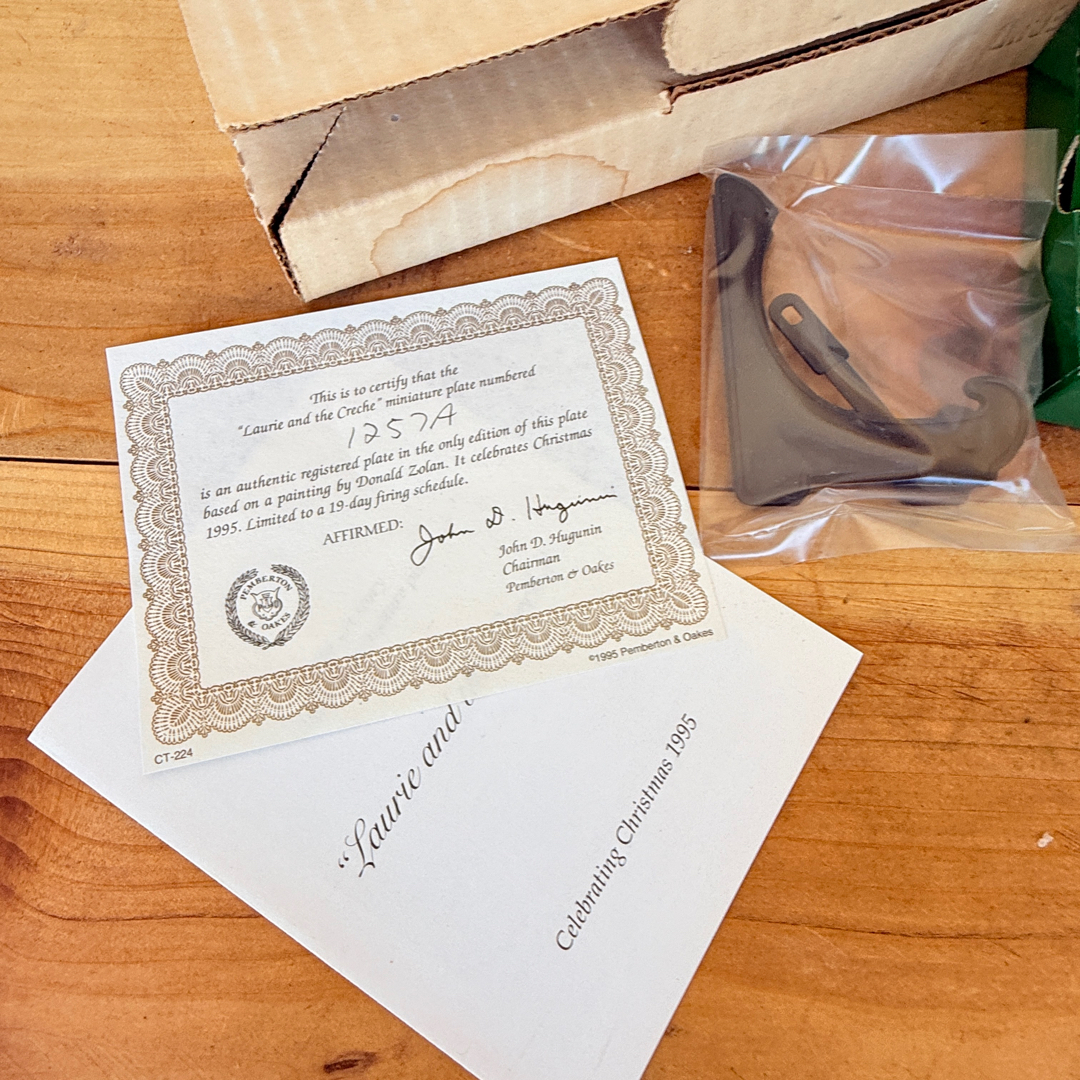 This is to certify that the
"Laurie and the Creche" miniature plate numbered
1257A
is an authentic registered plate in the only edition of this plate
based on a painting by Donald Zolan. It celebrates Christmas
1995. Limited to a 19-day firing schedule.
AFFIRMED: John D. Hugunin
John D. Hugunin
Chairman
Pemberton & Oakes
PEMBERTON
& OAKES
©1995 Pemberton & Oakes
CT-224
"Laurie and
Celebrating Christmas 1995